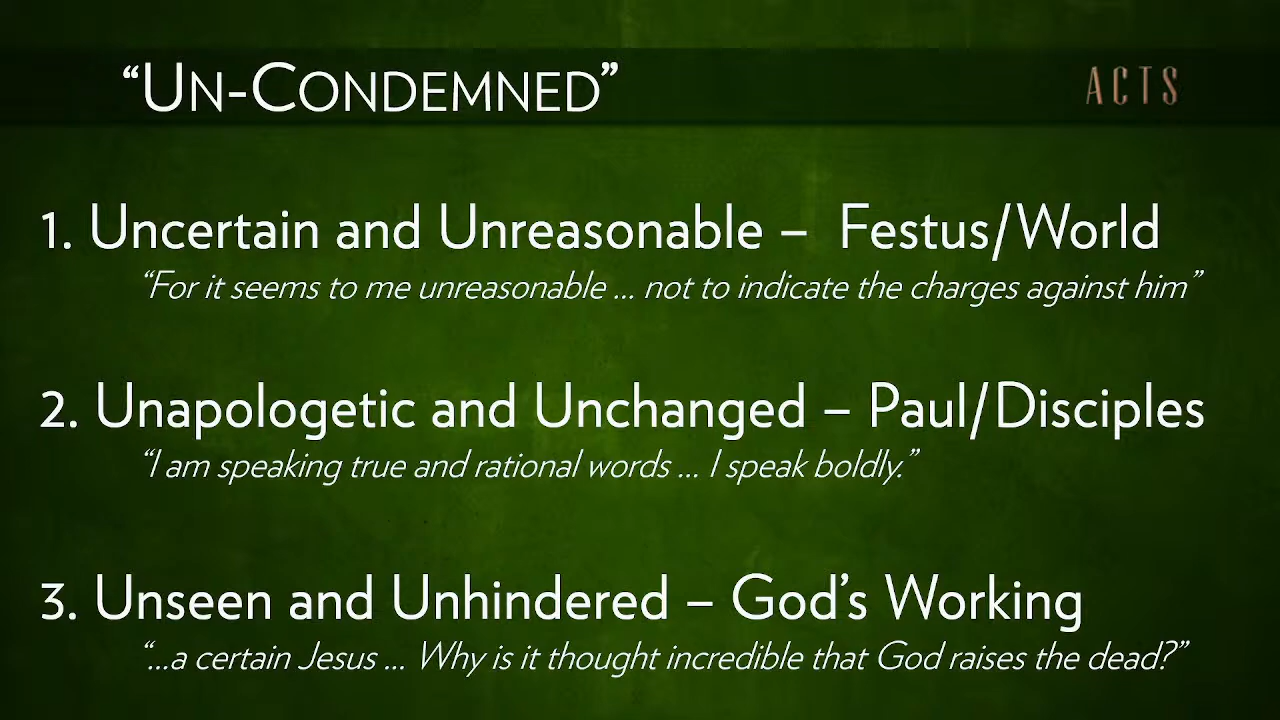 “Un-Condemned”
ACTS
1. Uncertain and Unreasonable – Festus/World
“For it seems to me unreasonable ... not to indicate the charges against him”
2. Unapologetic and Unchanged – Paul/Disciples
“I am speaking true and rational words ... I speak boldly.”
3. Unseen and Unhindered – God’s Working
“...a certain Jesus ... Why is it thought incredible that God raises the dead?”